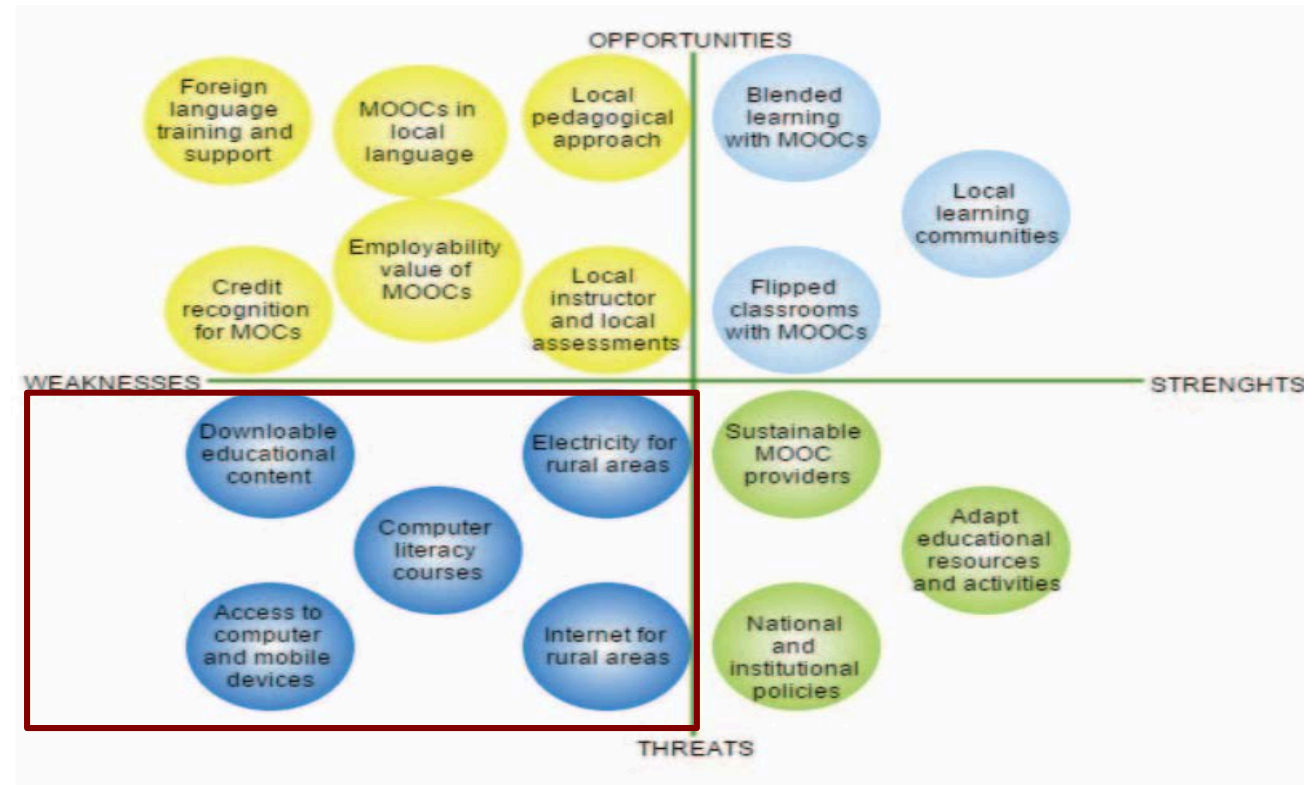 OPPORTUNITIES
Foreign
language
training and
support
MOOCs in
local
language
Local
pedagogical
approach
Blended
learning
with MOOCs
Local
learning
communities
Credit
recognition
for MOCs
Employability
value of
MOOCs
Local
instructor
and local
assessments
Flipped
classrooms
with MOOCs
WEAKNESSES
STRENGHTS
Downloable
educational
content
Electricity for
rural areas
Computer
literacy
courses
Access to
computer
and mobile
devices
Internet for
rural areas
Sustainable
MOOC
providers
Adapt
educational
resources
and activities
National
and
institutional
policies
THREATS